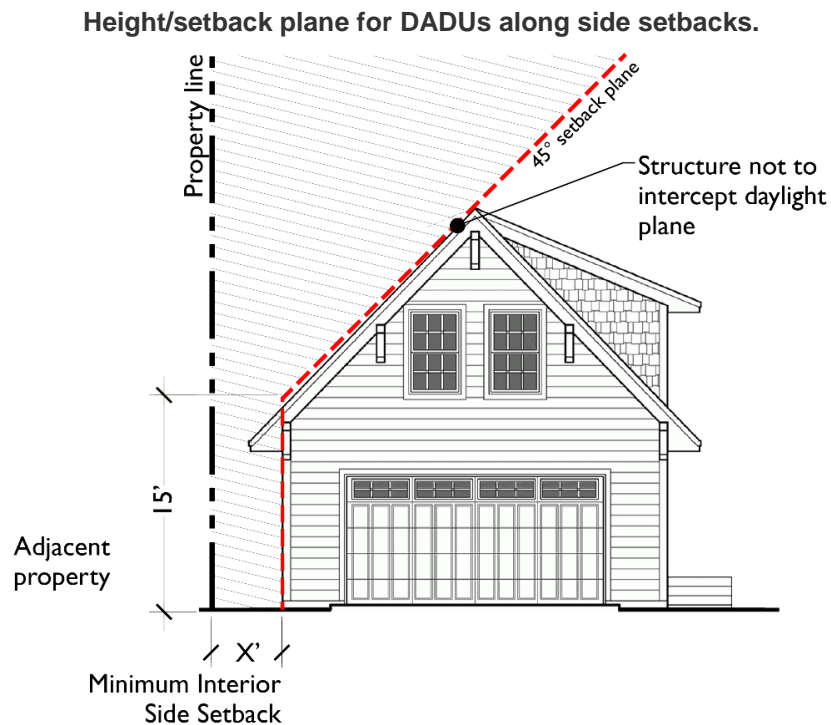 Height/setback plane for DADUs along side setbacks.
Property line
45° setback plane
Structure not to
intercept daylight
plane
15'
Adjacent
property
X'
Minimum Interior
Side Setback